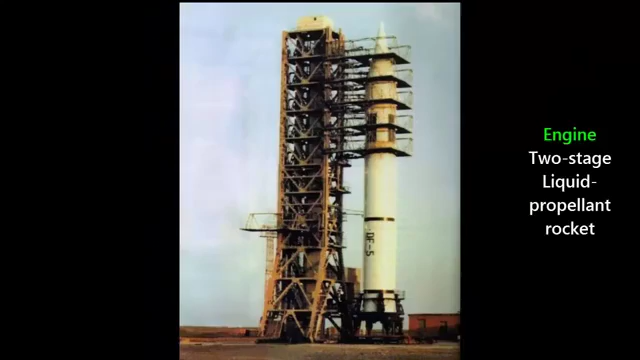 DF-5
Engine
Two-stage
Liquid-
propellant
rocket